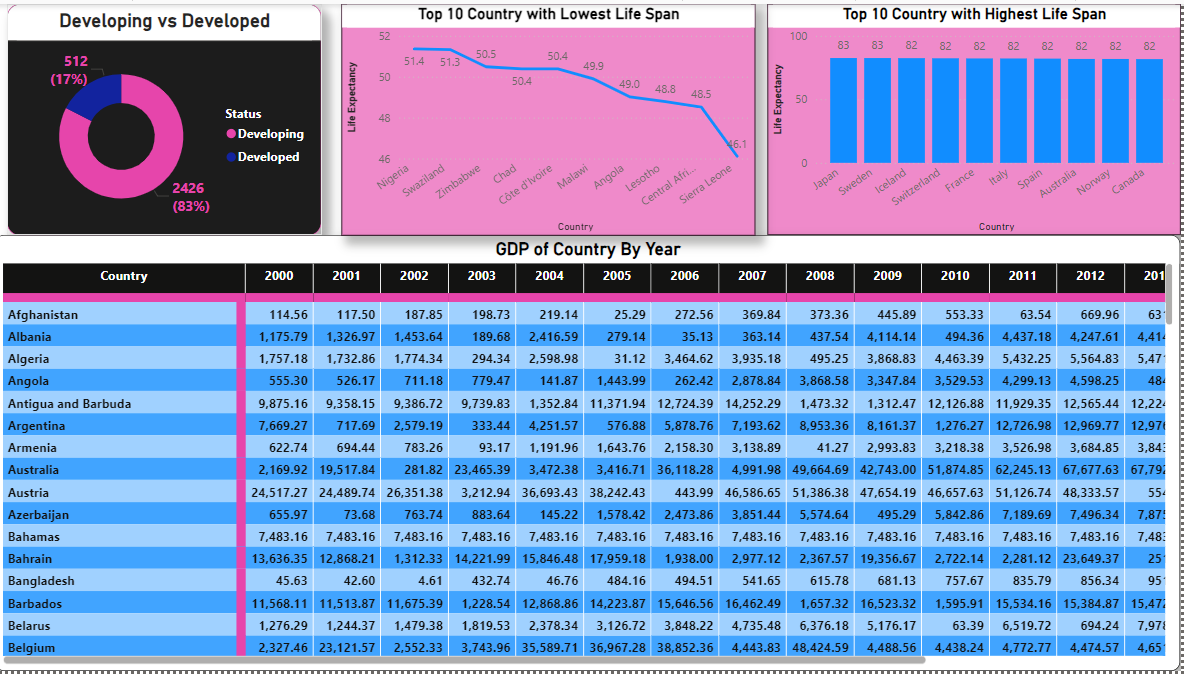 Developing vs Developed
512
(17%)
2426
(83%)
Status
Developing
Developed
Top 10 Country with Lowest Life Span
Life Expectancy
52
50
48
46
51.4
51.3
50.5
50.4
50.4
49.9
49.0
48.8
48.5
46.1
Nigeria
Swaziland
Zimbabwe
Chad
Côte d'Ivoire
Malawi
Angola
Lesotho
Central Afri...
Sierra Leone
Country
Top 10 Country with Highest Life Span
Life Expectancy
100
50
0
83 83 82 82 82 82 82 82 82 82
Japan
Sweden
Iceland
Switzerland
France
Italy
Spain
Australia
Norway
Canada
Country
GDP of Country By Year
Country 2000 2001 2002 2003 2004 2005 2006 2007 2008 2009 2010 2011 2012 201
Afghanistan 114.56 117.50 187.85 198.73 219.14 25.29 272.56 369.84 373.36 445.89 553.33 63.54 669.96 63
Albania 1,175.79 1,326.97 1,453.64 189.68 2,416.59 279.14 35.13 363.14 437.54 4,114.14 494.36 4,437.18 4,247.61 4,41
Algeria 1,757.18 1,732.86 1,774.34 294.34 2,598.98 31.12 3,464.62 3,935.18 495.25 3,868.83 4,463.39 5,432.25 5,564.83 5,47
Angola 555.30 526.17 711.18 779.47 141.87 1,443.99 262.42 2,878.84 3,868.58 3,347.84 3,529.53 4,299.13 4,598.25 48
Antigua and Barbuda 9,875.16 9,358.15 9,386.72 9,739.83 1,352.84 11,371.94 12,724.39 14,252.29 1,473.32 1,312.47 12,126.88 11,929.35 12,565.44 12,22
Argentina 7,669.27 717.69 2,579.19 333.44 4,251.57 576.88 5,878.76 7,193.62 8,953.36 8,161.37 1,276.27 12,726.98 12,969.77 12,97
Armenia 622.74 694.44 783.26 93.17 1,191.96 1,643.76 2,158.30 3,138.89 41.27 2,993.83 3,218.38 3,526.98 3,684.85 3,84
Australia 2,169.92 19,517.84 281.82 23,465.39 3,472.38 3,416.71 36,118.28 4,991.98 49,664.69 42,743.00 51,874.85 62,245.13 67,677.63 67,79
Austria 24,517.27 24,489.74 26,351.38 3,212.94 36,693.43 38,242.43 443.99 46,586.65 51,386.38 47,654.19 46,657.63 51,126.74 48,333.57 55
Azerbaijan 655.97 73.68 763.74 883.64 145.22 1,578.42 2,473.86 3,851.44 5,574.64 495.29 5,842.86 7,189.69 7,496.34 7,87
Bahamas 7,483.16 7,483.16 7,483.16 7,483.16 7,483.16 7,483.16 7,483.16 7,483.16 7,483.16 7,483.16 7,483.16 7,483.16 7,483.16 7,48
Bahrain 13,636.35 12,868.21 1,312.33 14,221.99 15,846.48 17,959.18 1,938.00 2,977.12 2,367.57 19,356.67 2,722.14 2,281.12 23,649.37 25
Bangladesh 45.63 42.60 4.61 432.74 46.76 484.16 494.51 541.65 615.78 681.13 757.67 835.79 856.34 95
Barbados 11,568.11 11,513.87 11,675.39 1,228.54 12,868.86 14,223.87 15,646.56 16,462.49 1,657.32 16,523.32 1,595.91 15,534.16 15,384.87 15,47
Belarus 1,276.29 1,244.37 1,479.38 1,819.53 2,378.34 3,126.72 3,848.22 4,735.48 6,376.18 5,176.17 63.39 6,519.72 694.24 7,97
Belgium 2,327.46 23,121.57 2,552.33 3,743.96 35,589.71 36,967.28 38,852.36 4,443.83 48,424.59 4,488.56 4,438.24 4,772.77 4,474.57 4,65